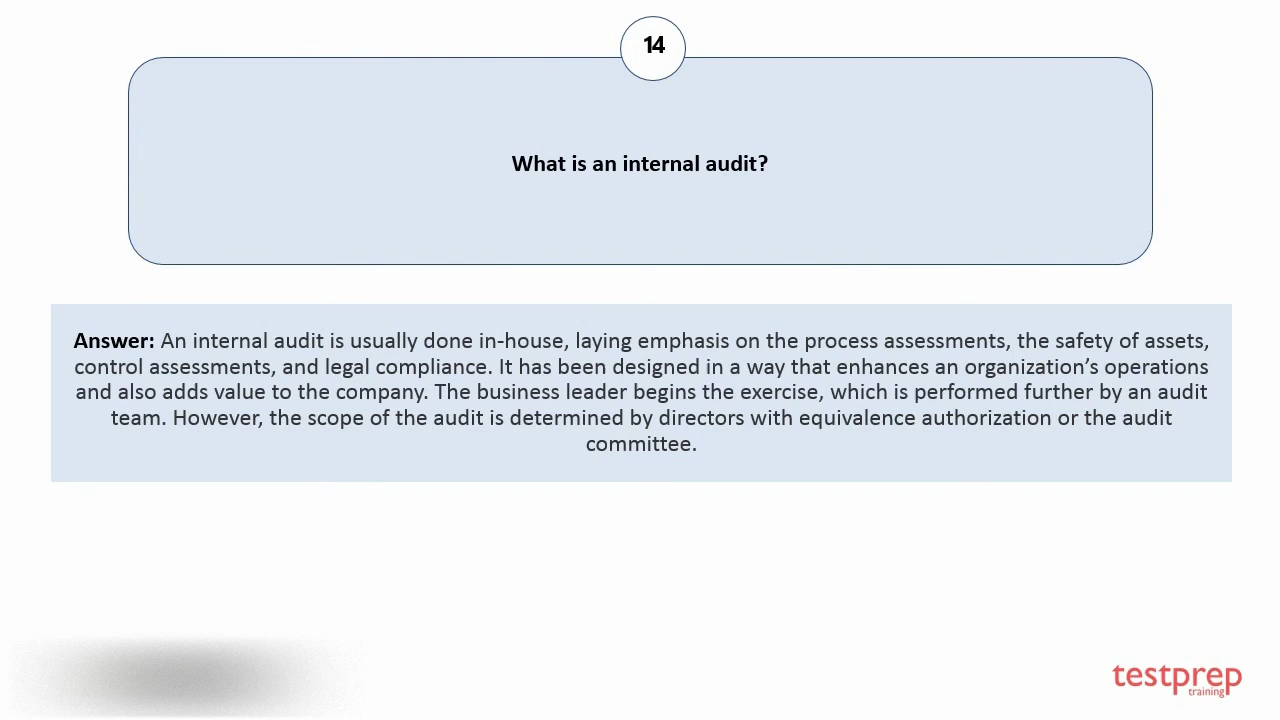 14
What is an internal audit?
Answer: An internal audit is usually done in-house, laying emphasis on the process assessments, the safety of assets,
control assessments, and legal compliance. It has been designed in a way that enhances an organization’s operations
and also adds value to the company. The business leader begins the exercise, which is performed further by an audit
team. However, the scope of the audit is determined by directors with equivalence authorization or the audit
committee.
testprep
training